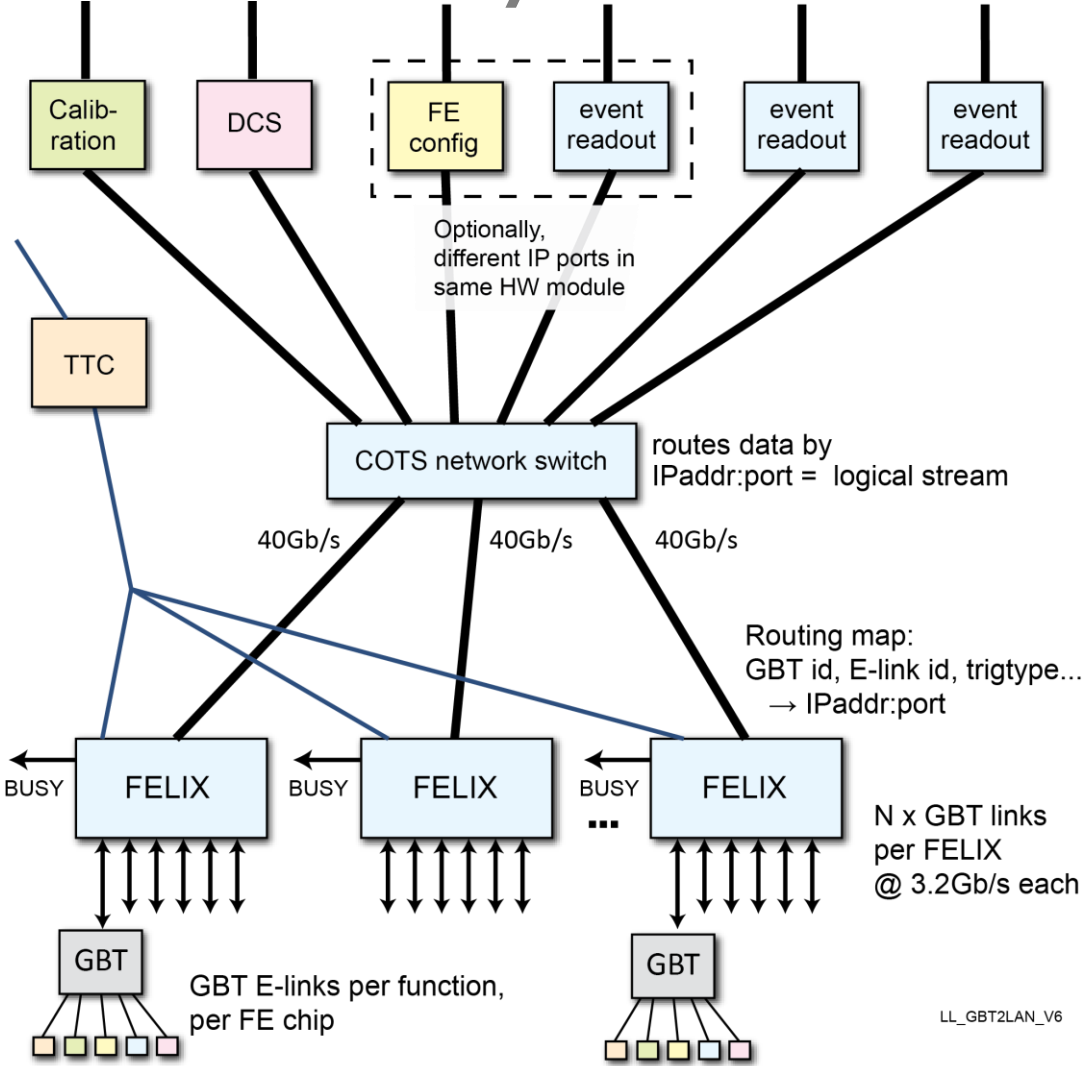 Calib-
ration
DCS
FE
config
event
readout
event
readout
event
readout
Optionally,
different IP ports in
same HW module
TTC
COTS network switch
routes data by
IPaddr:port =  logical stream
40Gb/s
40Gb/s
40Gb/s
Routing map:
GBT id, E-link id, trigtype...
→ IPaddr:port
BUSY
FELIX
BUSY
FELIX
BUSY
...
FELIX
N x GBT links
per FELIX
@ 3.2Gb/s each
GBT
GBT E-links per function,
per FE chip
GBT
LL_GBT2LAN_V6